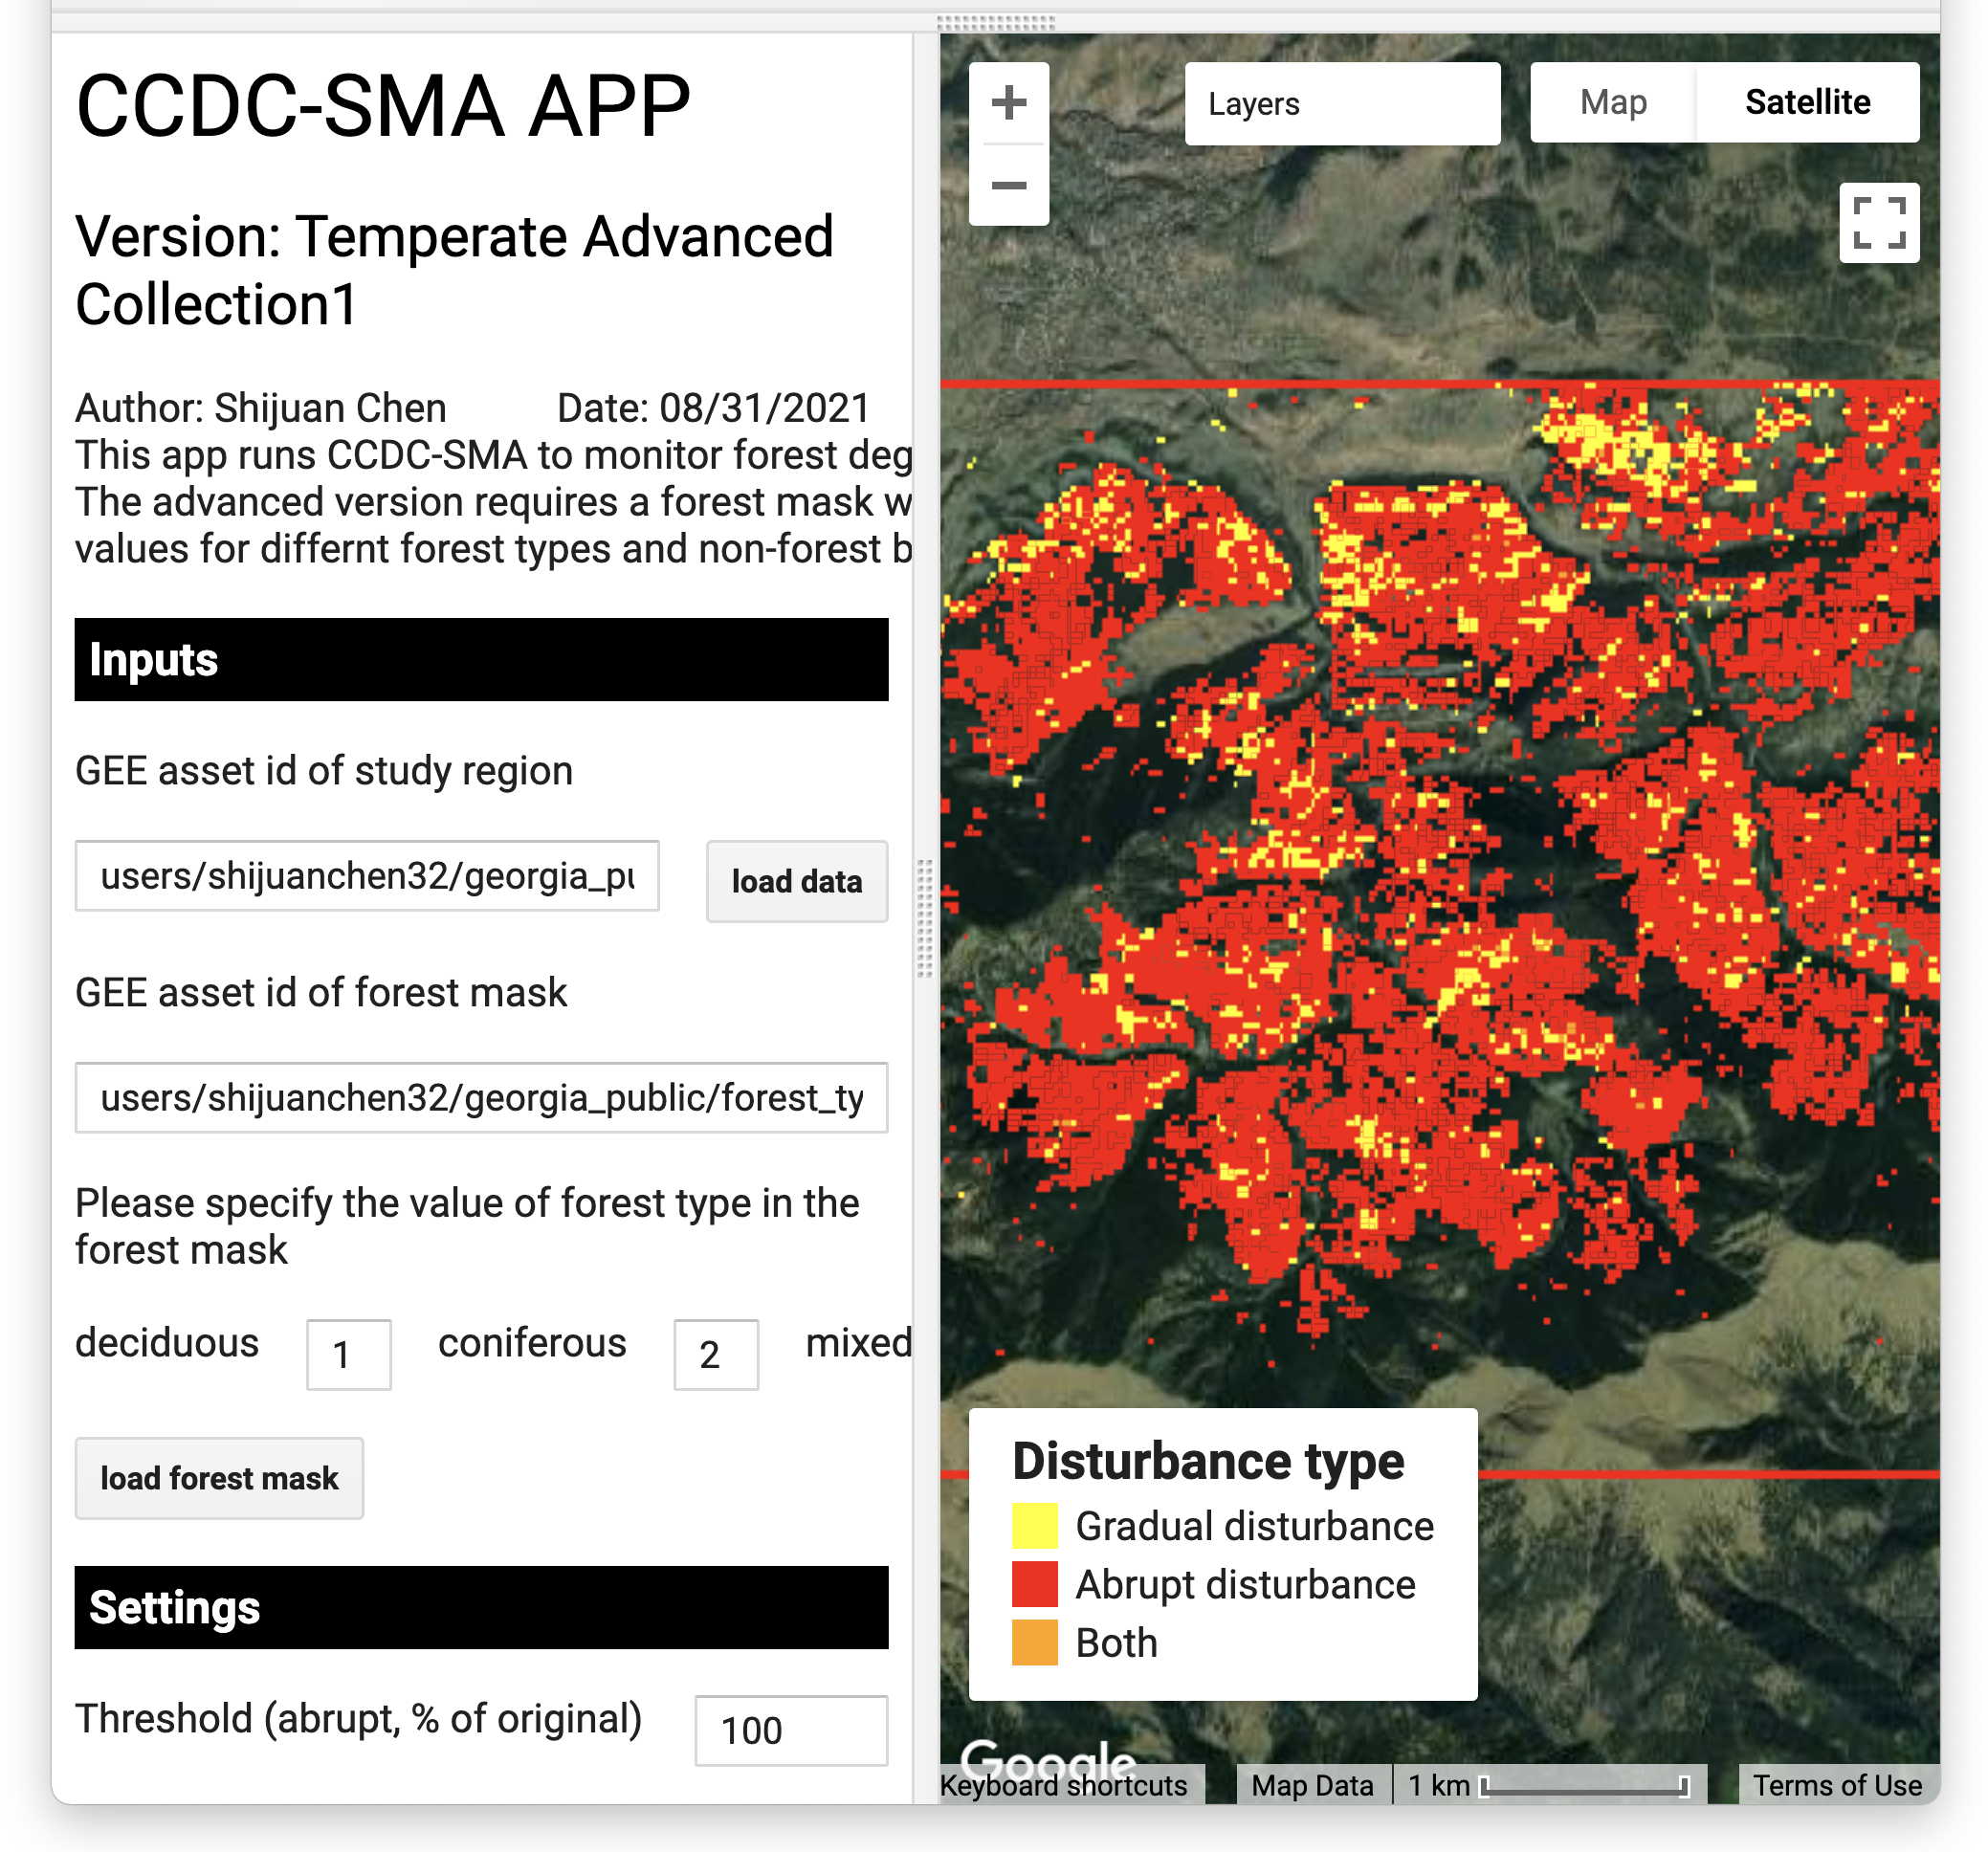 CCDC-SMA APP
Version: Temperate Advanced
Collection1
Author: Shijuan Chen Date: 08/31/2021
This app runs CCDC-SMA to monitor forest deg
The advanced version requires a forest mask w
values for differnt forest types and non-forest b
Inputs
GEE asset id of study region
users/shijuanchen32/georgia_pu
load data
GEE asset id of forest mask
users/shijuanchen32/georgia_public/forest_ty
Please specify the value of forest type in the
forest mask
deciduous 1 coniferous 2 mixed
load forest mask
Settings
Threshold (abrupt, % of original) 100
+
−
Layers
Map Satellite
Disturbance type
Gradual disturbance
Abrupt disturbance
Both
Google
Keyboard shortcuts Map Data 1 km Terms of Use